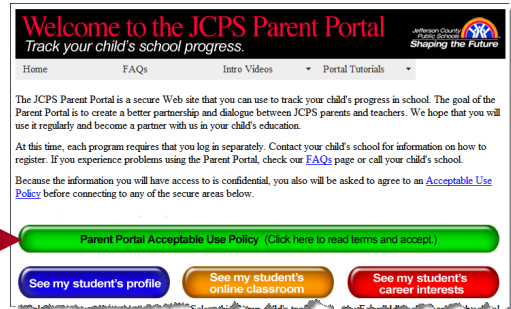 Welcome to the JCPS Parent Portal
Track your child's school progress.
Jefferson County
Public Schools
Shaping the Future
Home FAQs Intro Videos Portal Tutorials
The JCPS Parent Portal is a secure Web site that you can use to track your child's progress in school. The goal of the
Parent Portal is to create a better partnership and dialogue between JCPS parents and teachers. We hope that you will
use it regularly and become a partner with us in your child's education.
At this time, each program requires that you log in separately. Contact your child's school for information on how to
register. If you experience problems using the Parent Portal, check our FAQs page or call your child's school.
Because the information you will have access to is confidential, you also will be asked to agree to an Acceptable Use
Policy before connecting to any of the secure areas below.
Parent Portal Acceptable Use Policy (Click here to read terms and accept.)
See my student's profile
See my student's
online classroom
See my student's
career interests